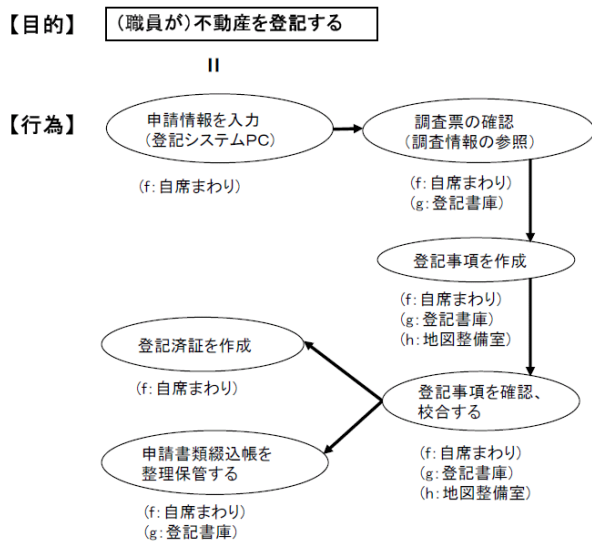 【目的】 (職員が)不動産を登記する
=
【行為】
申請情報を入力
(登記システムPC)
(f:自席まわり)
調査票の確認
(調査情報の参照)
(f:自席まわり)
(g:登記書庫)
登記事項を作成
(f:自席まわり)
(g:登記書庫)
(h:地図整備室)
登記事項を確認、
校合する
(f:自席まわり)
(g:登記書庫)
(h:地図整備室)
登記済証を作成
(f:自席まわり)
申請書類綴込帳を
整理保管する
(f:自席まわり)
(g:登記書庫)